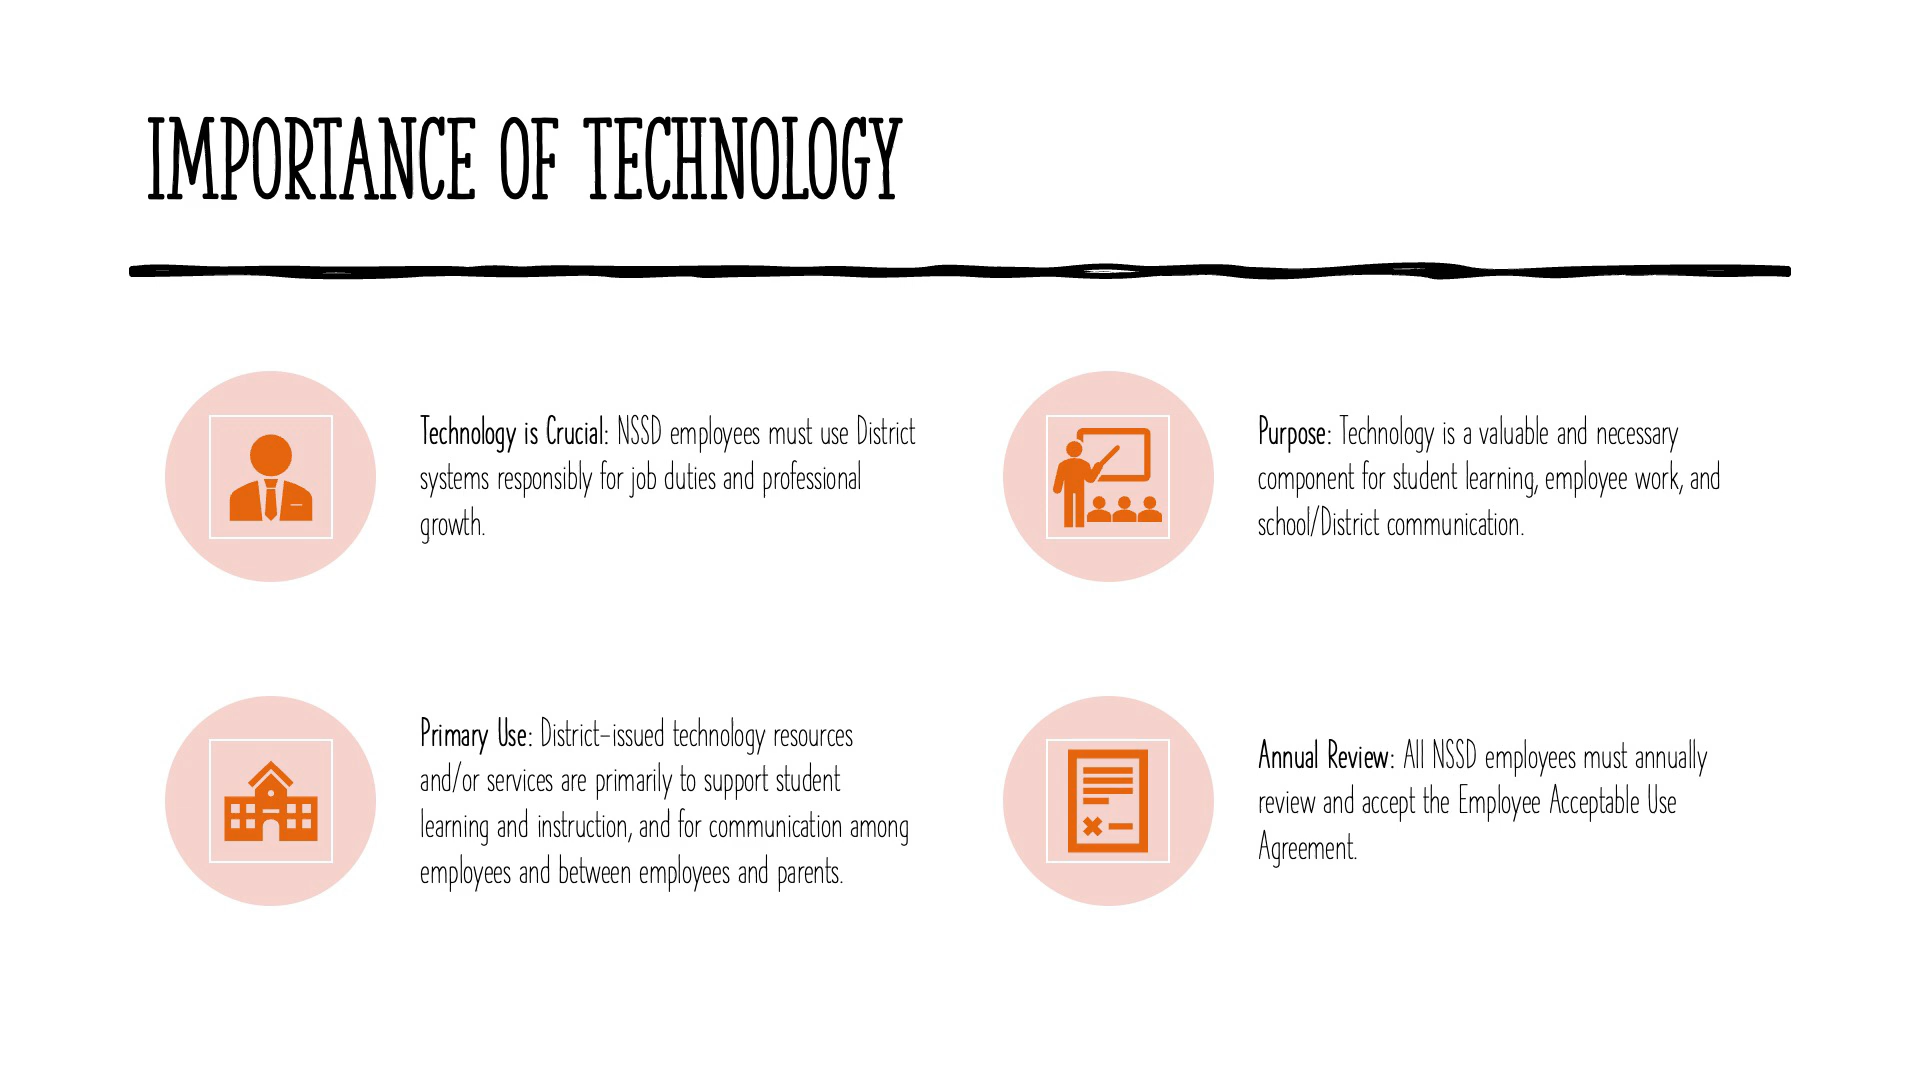 IMPORTANCE OF TECHNOLOGY
Technology is Crucial: NSSD employees must use District
systems responsibly for job duties and professional
growth.
Purpose: Technology is a valuable and necessary
component for student learning, employee work, and
school/District communication.
Primary Use: District-issued technology resources
and/or services are primarily to support student
learning and instruction, and for communication among
employees and between employees and parents.
Annual Review: All NSSD employees must annually
review and accept the Employee Acceptable Use
Agreement.